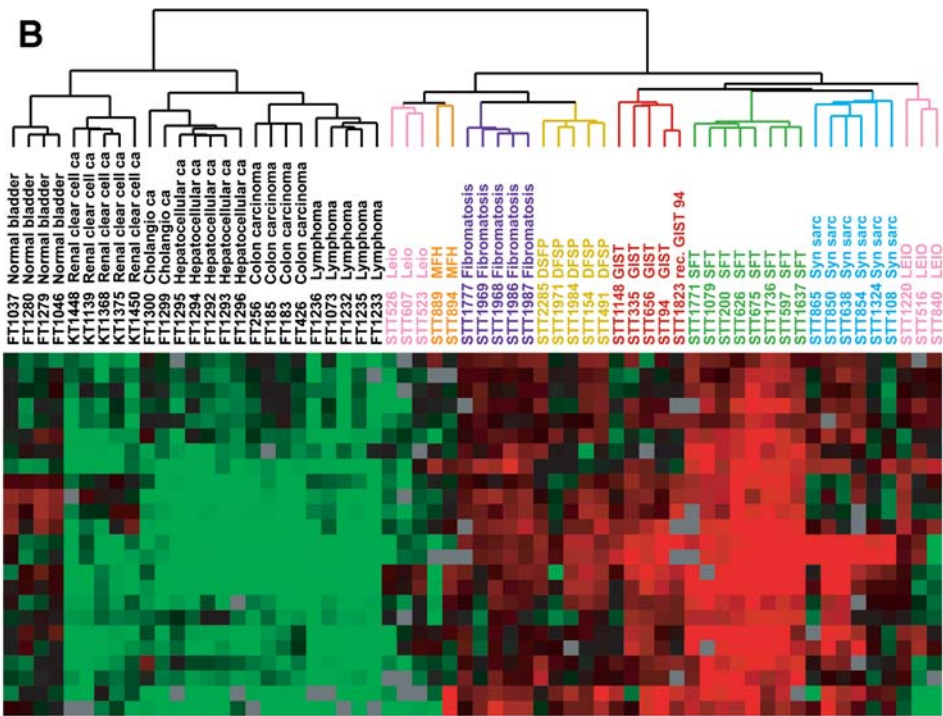 B
FT1037 Normal bladder
FT1280 Normal bladder
FT1279 Normal bladder
FT1046 Normal bladder
KT1448 Renal clear cell ca
KT1139 Renal clear cell ca
KT1368 Renal clear cell ca
KT1375 Renal clear cell ca
KT1450 Renal clear cell ca
FT1300 Cholangio ca
FT1299 Cholangio ca
FT1295 Hepatocellular ca
FT1294 Hepatocellular ca
FT1292 Hepatocellular ca
FT1293 Hepatocellular ca
FT1296 Hepatocellular ca
FT256 Colon carcinoma
FT185 Colon carcinoma
FT183 Colon carcinoma
FT426 Colon carcinoma
FT1236 Lymphoma
FT1073 Lymphoma
FT1232 Lymphoma
FT1235 Lymphoma
FT1233 Lymphoma
STT526 Leio
STT607 Leio
STT523 Leio
STT889 MFH
STT894 MFH
STT1777 Fibromatosis
STT1969 Fibromatosis
STT1968 Fibromatosis
STT1986 Fibromatosis
STT1987 Fibromatosis
STT2285 DSFP
STT1971 DFSP
STT1984 DFSP
STT154 DFSP
STT491 DFSP
STT1148 GIST
STT335 GIST
STT656 GIST
STT94 GIST
STT1823 rec. GIST 94
STT1771 SFT
STT1079 SFT
STT200 SFT
STT626 SFT
STT675 SFT
STT1736 SFT
STT597 SFT
STT1637 SFT
STT865 Syn sarc
STT850 Syn sarc
STT638 Syn sarc
STT854 Syn sarc
STT1324 Syn sarc
STT108 Syn sarc
STT1220 LEIO
STT516 LEIO
STT840 LEIO